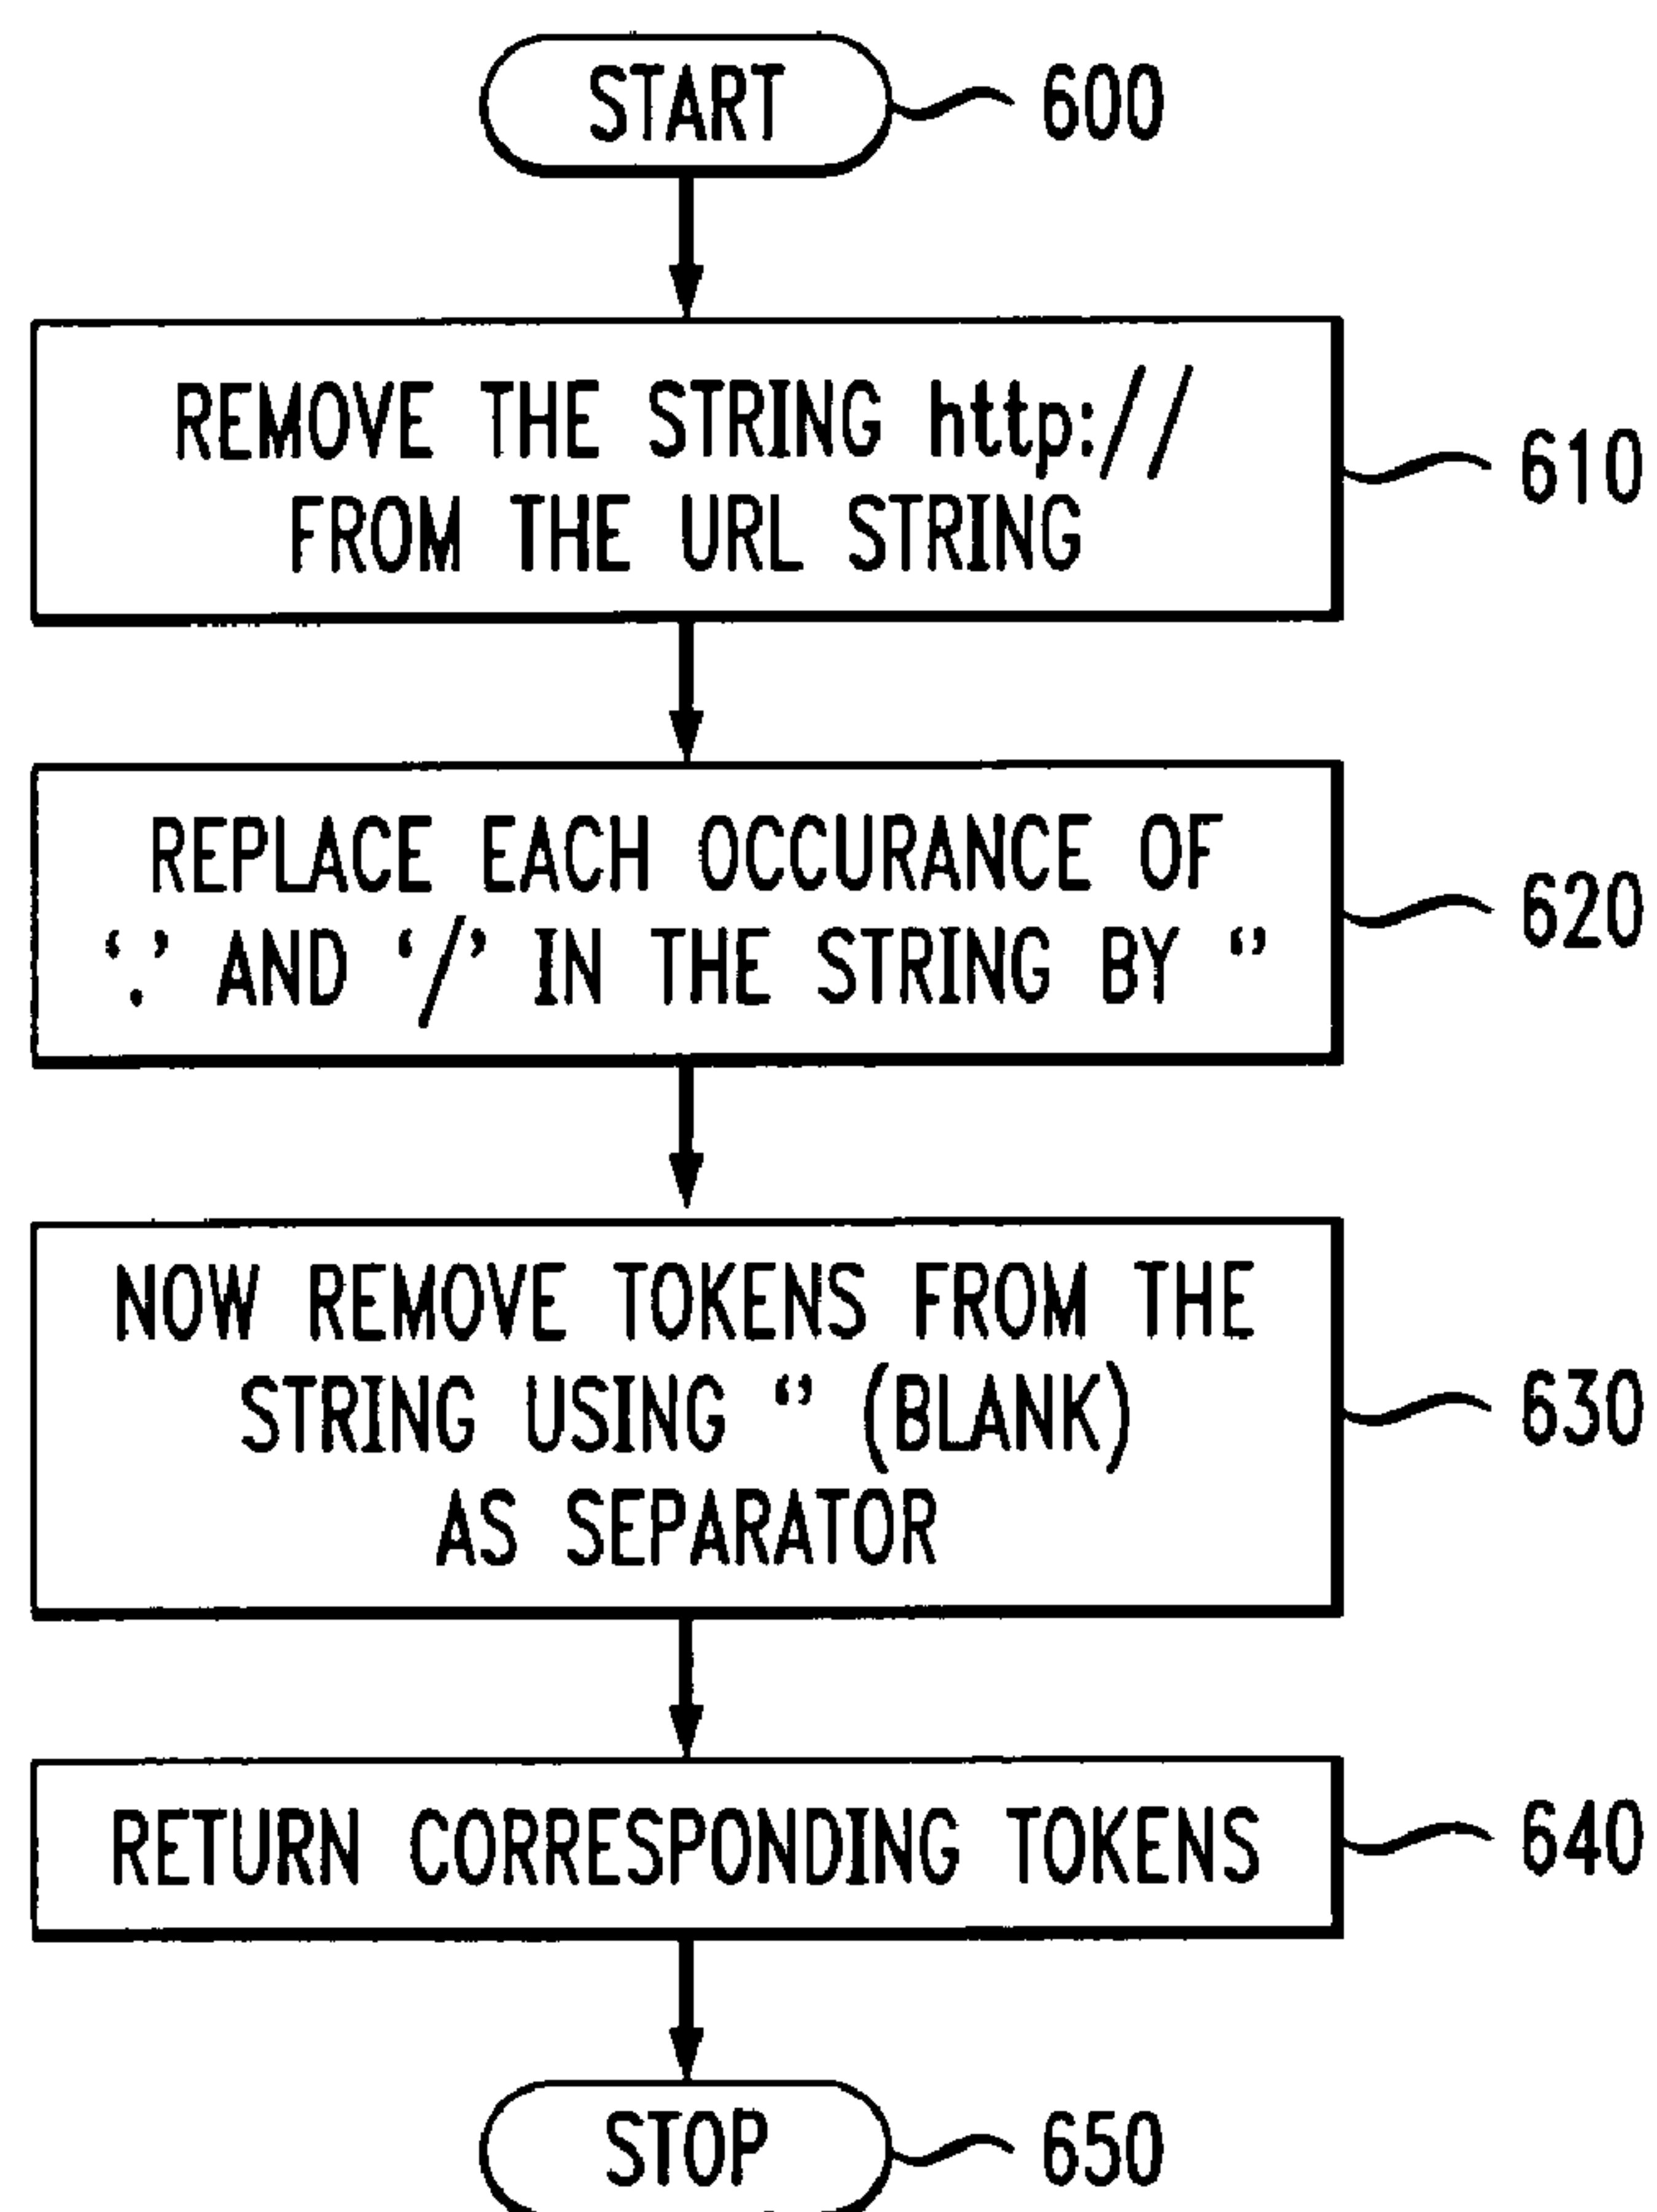 START 600
REMOVE THE STRING http://
FROM THE URL STRING
610
REPLACE EACH OCCURANCE OF
‘.’ AND ‘/’ IN THE STRING BY ‘’
620
NOW REMOVE TOKENS FROM THE
STRING USING ‘’ (BLANK)
AS SEPARATOR
630
RETURN CORRESPONDING TOKENS 640
STOP 650